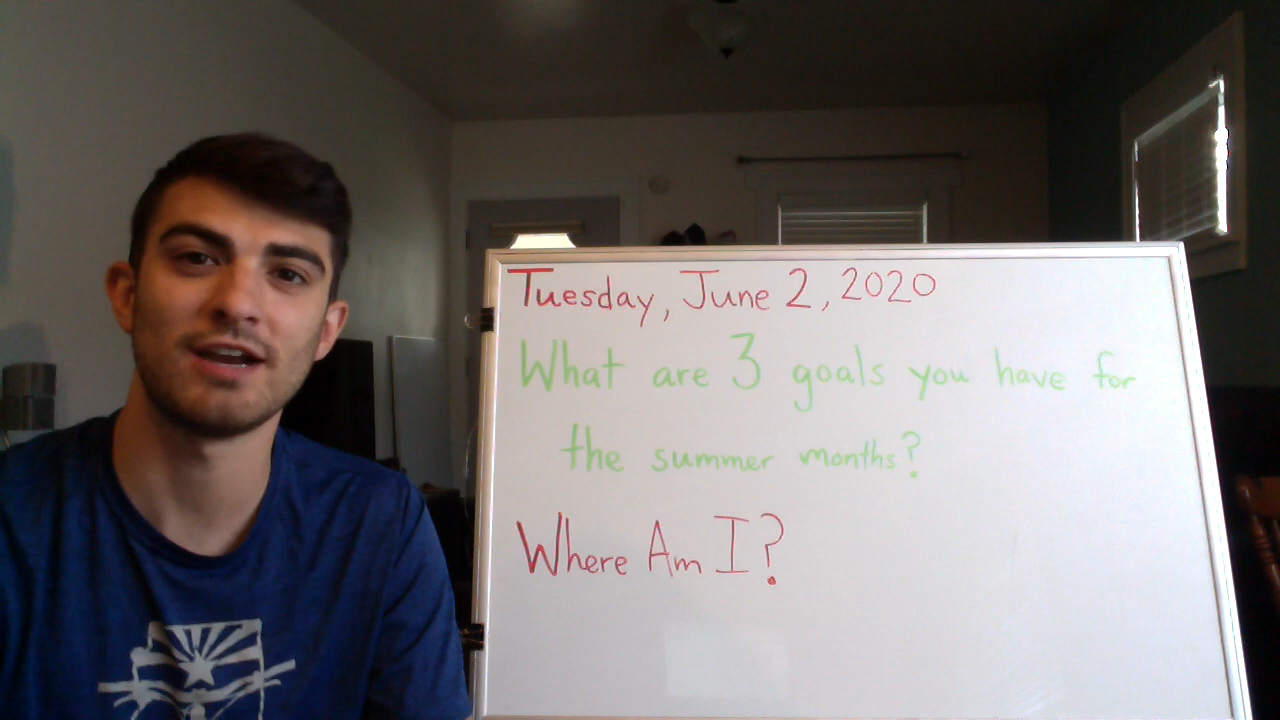 Tuesday, June 2, 2020
What are 3 goals you have for
the summer months?
Where Am I?